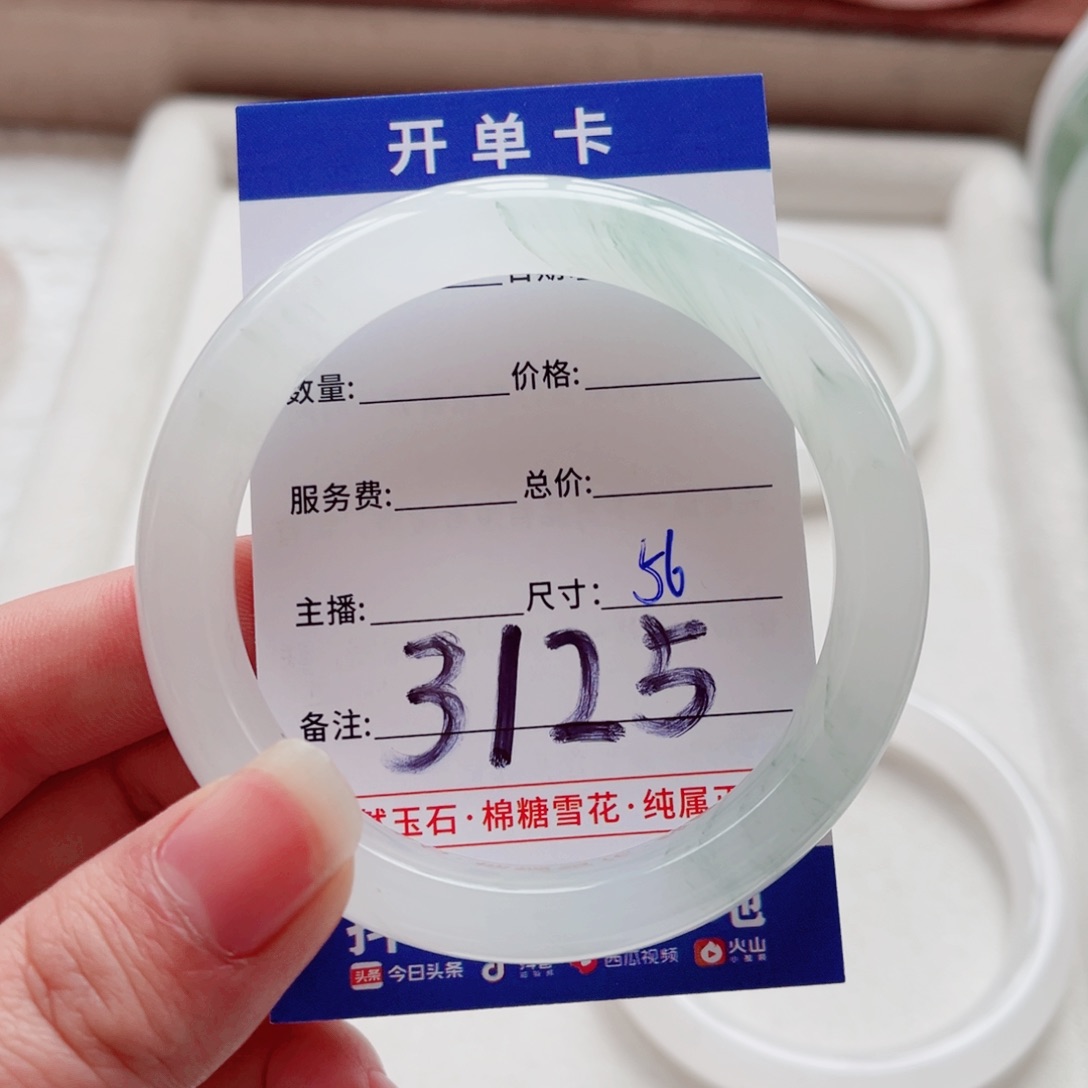 开单卡
数量: 价格:
服务费: 总价:
主播: 尺寸: 56
3125
备注:
玉石·棉糖雪花·纯属
头条 今日头条 西瓜视频 火山